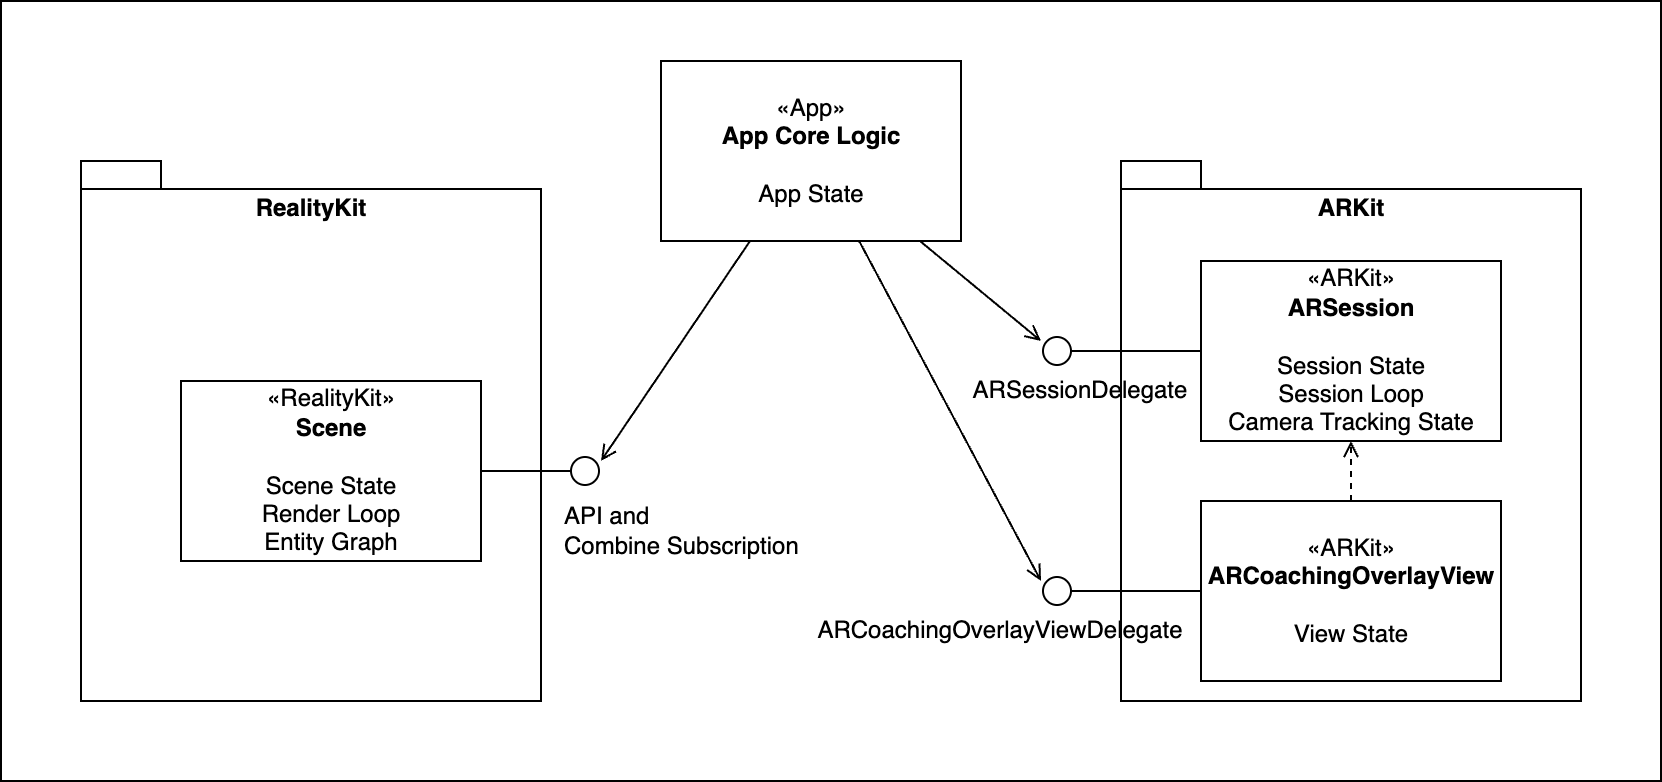 «App»
App Core Logic
App State
RealityKit
«RealityKit»
Scene
Scene State
Render Loop
Entity Graph
API and
Combine Subscription
ARKit
«ARKit»
ARSession
Session State
Session Loop
Camera Tracking State
ARSessionDelegate
«ARKit»
ARCoachingOverlayView
View State
ARCoachingOverlayViewDelegate